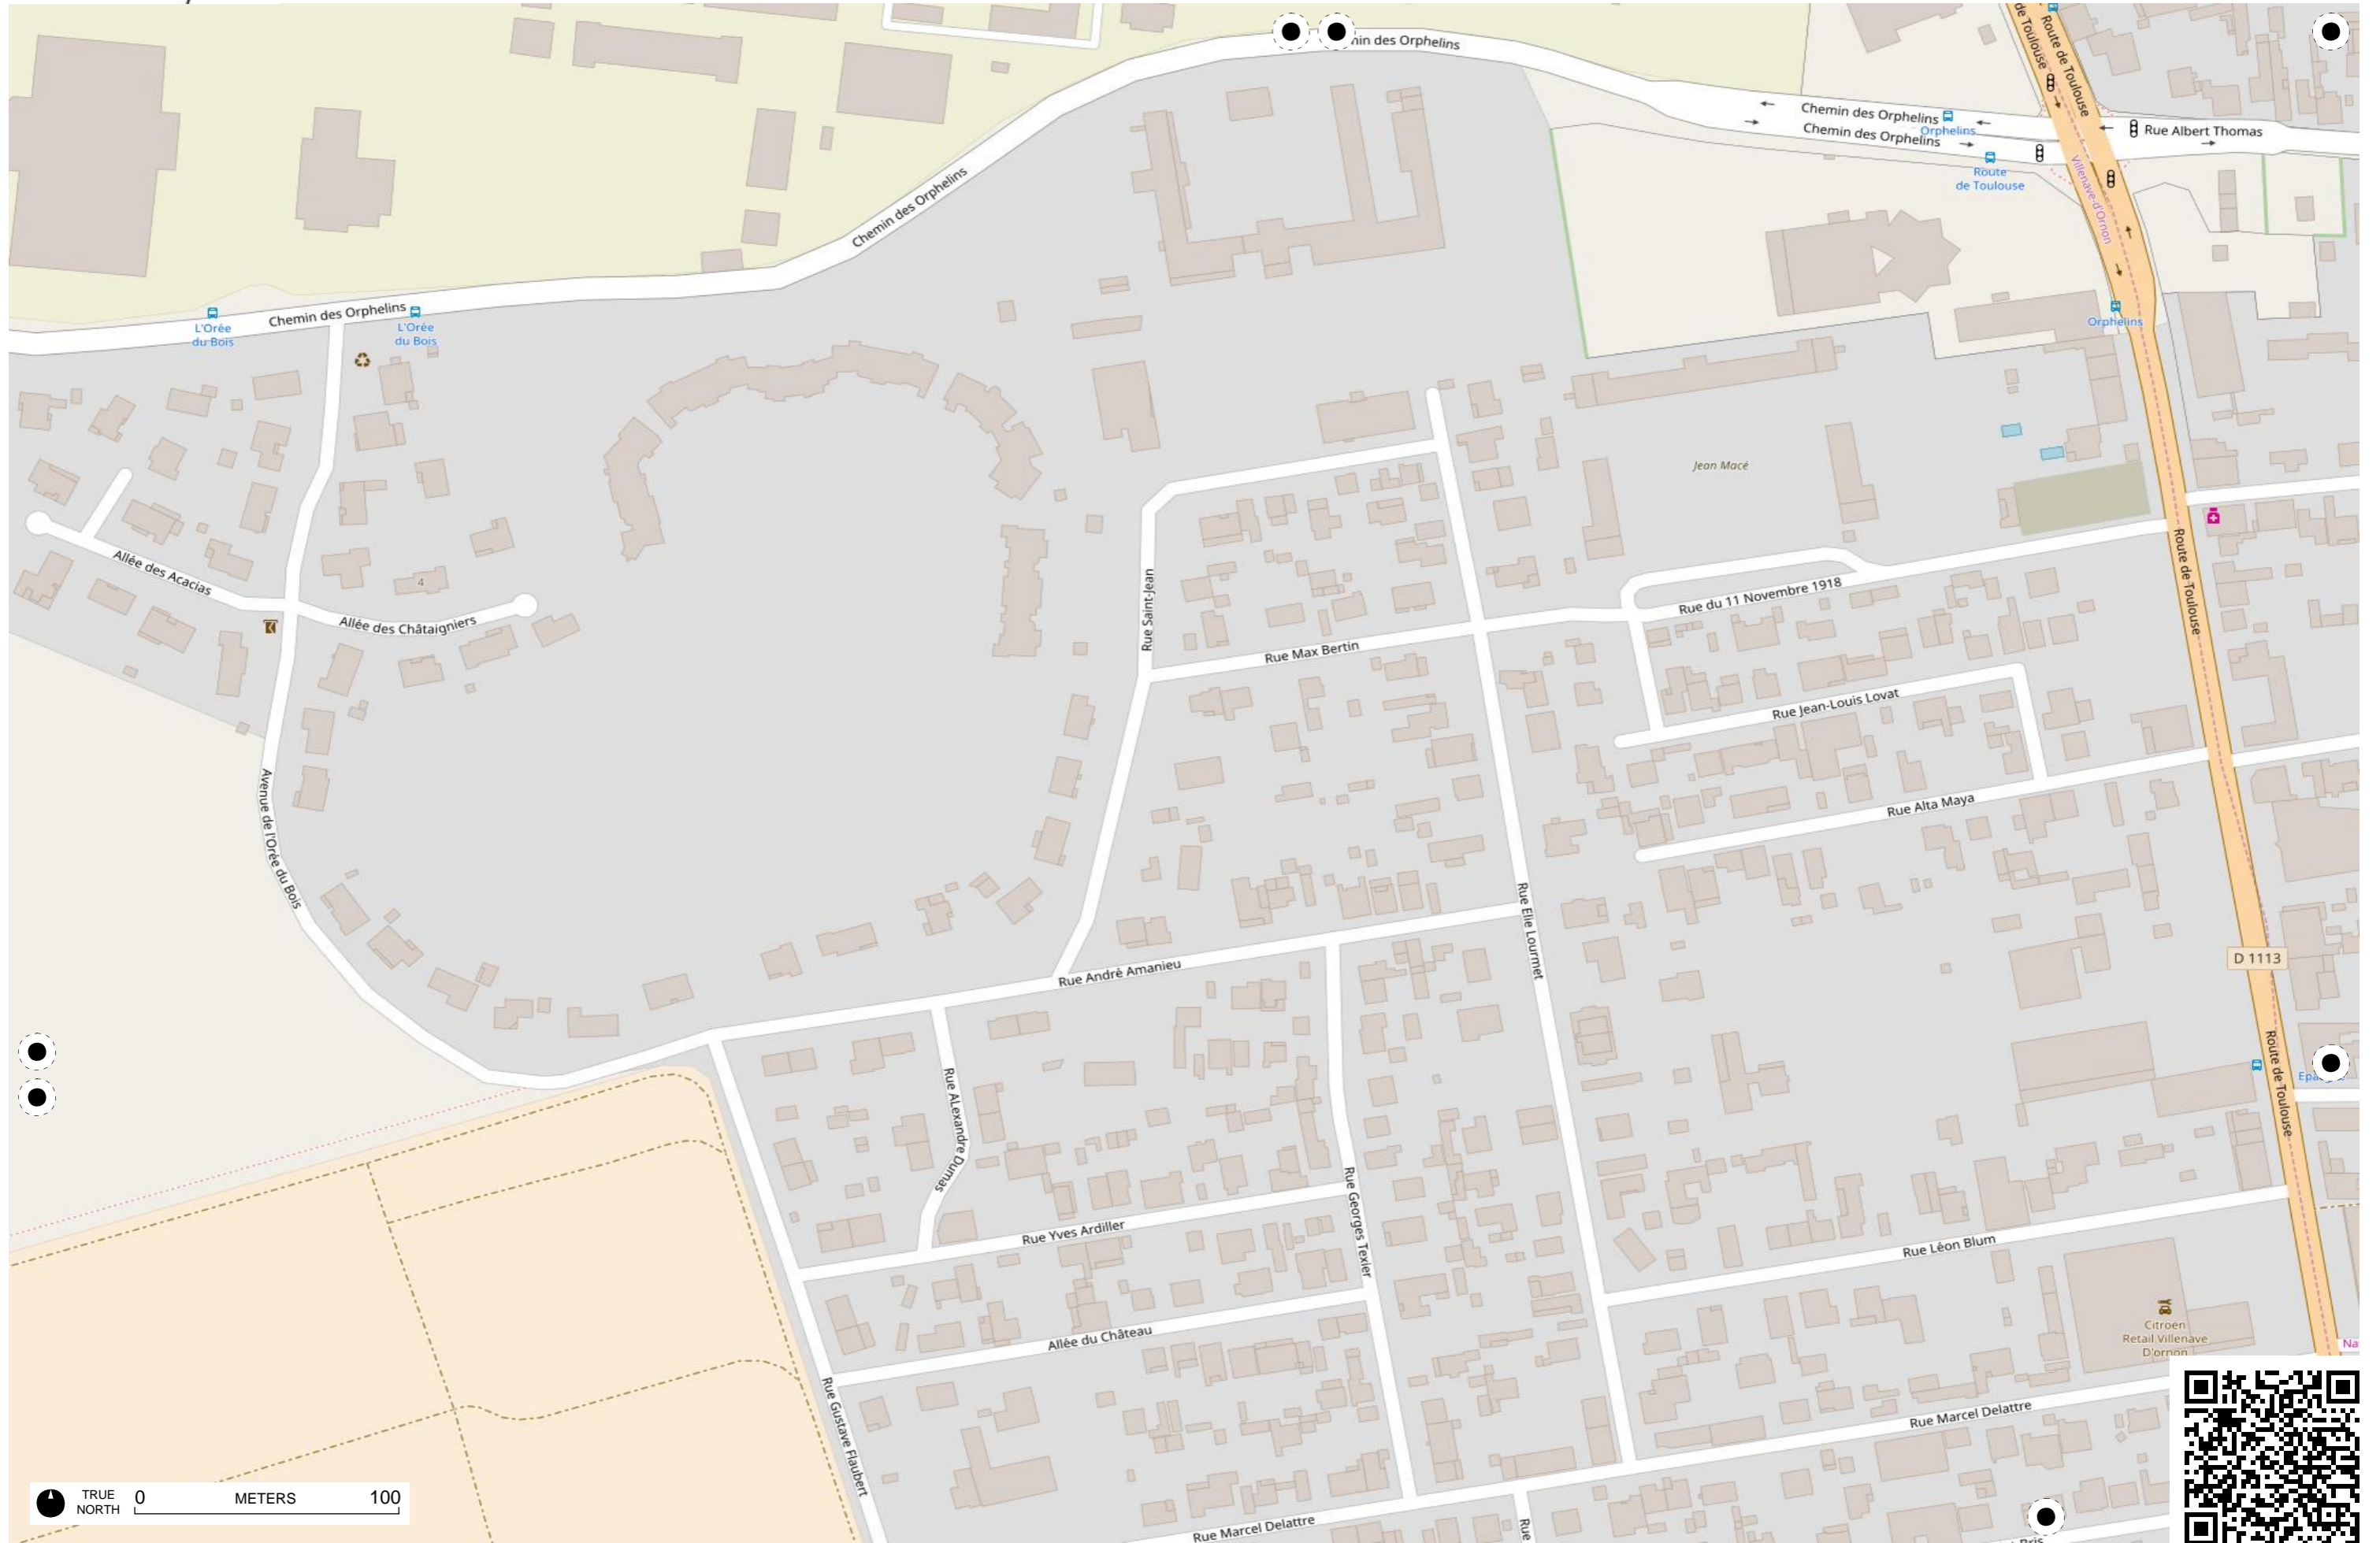 min des Orphelins
de Toulouse
Route de Toulouse
Chemin des Orphelins
Orphelins
Chemin des Orphelins
Rue Albert Thomas
Route
de Toulouse
Villenave-d'Ornon
Chemin des Orphelins
Chemin des Orphelins
L'Orée
du Bois
L'Orée
du Bois
Orphelins
Jean Macé
Allée des Acacias
4
Allée des Châtaigniers
Rue Saint-Jean
Rue Max Bertin
Rue du 11 Novembre 1918
Route de Toulouse
Rue Jean-Louis Lovat
Rue Alta Maya
Avenue de l'Orée du Bois
Rue Elie Lourmet
Rue André Amanieu
D 1113
Route de Toulouse
Rue ALexandre Dumas
Rue Georges Texier
Rue Yves Ardiller
Rue Léon Blum
Allée du Château
Citroën
Retail Villenave
D'ornon
Na
Rue Gustave Flaubert
Rue Marcel Delattre
Rue Marcel Delattre
Rue
Bris
TRUE
NORTH
0 METERS 100